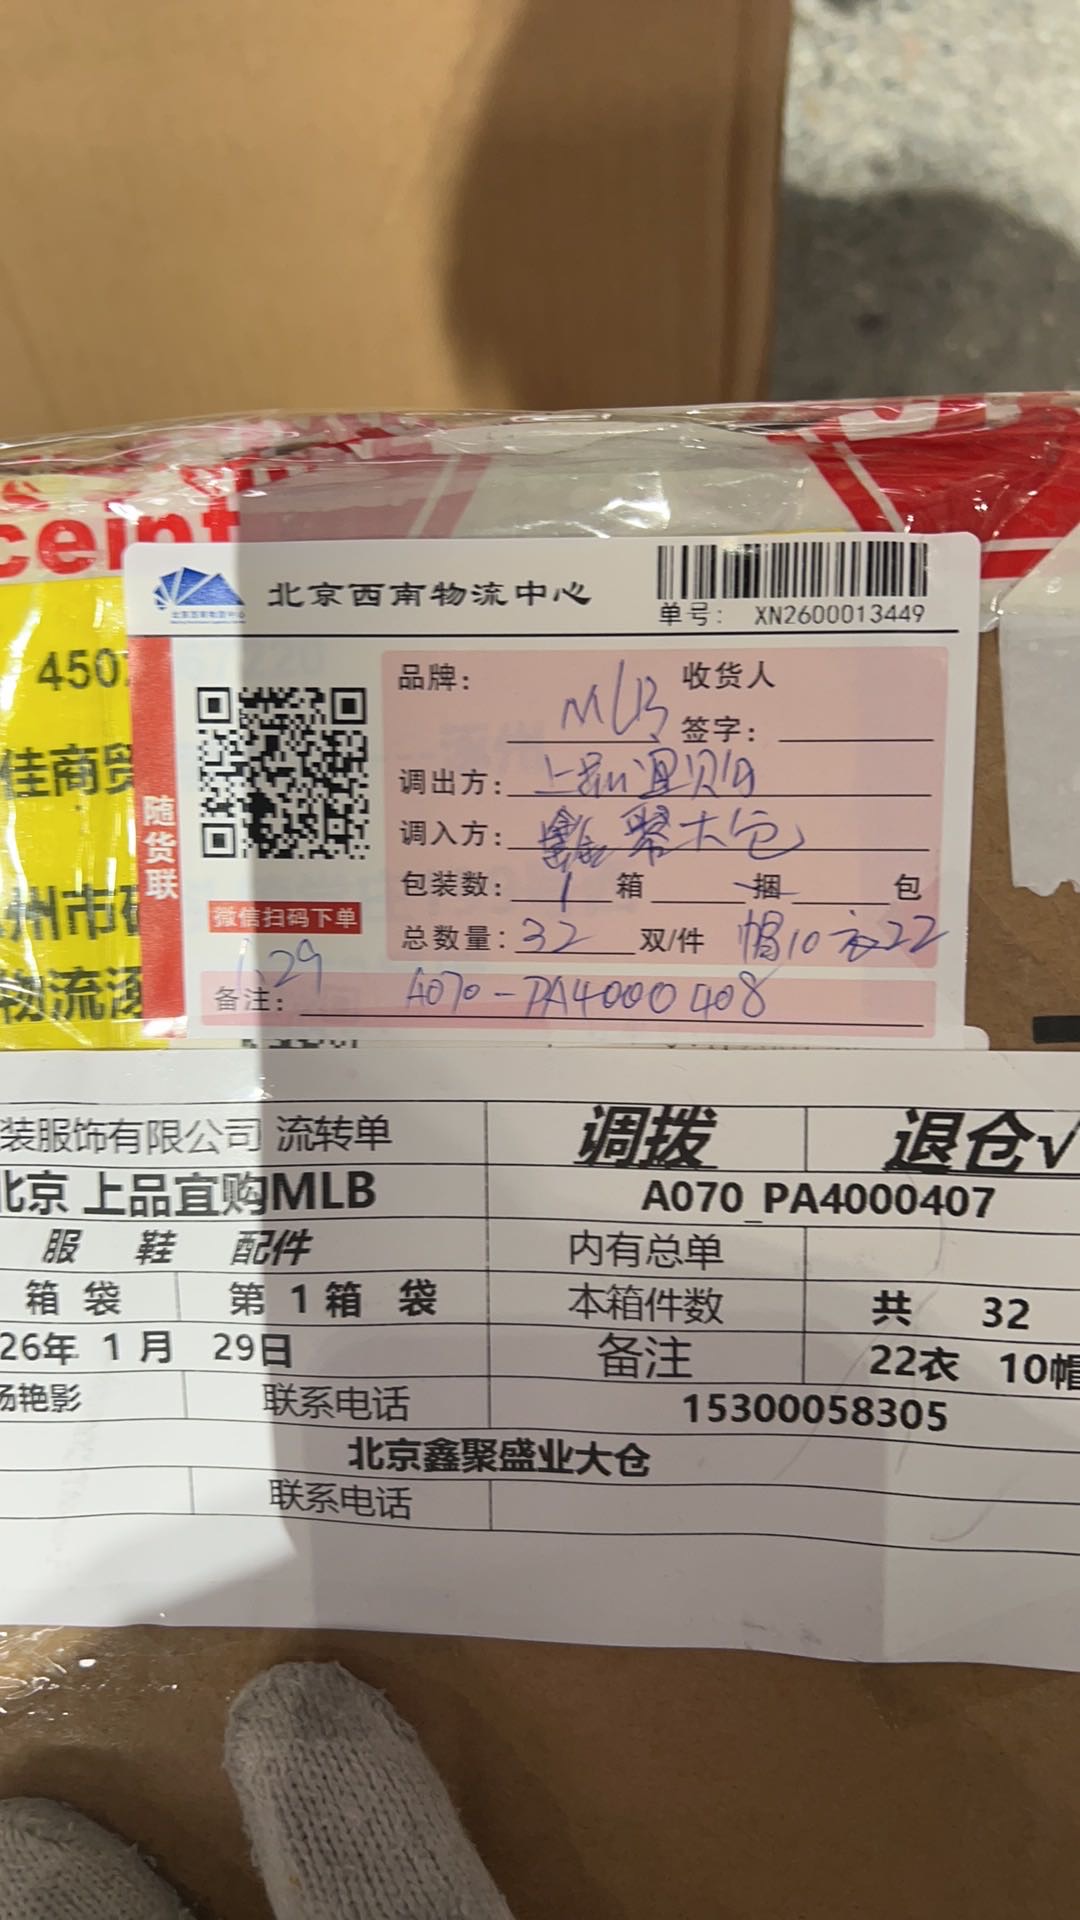 ceint
北京西南物流中心
单号: XN2600013449
4507
佳商贸
州市
物流
随货联
微信扫码下单
品牌: MLB 收货人
签字:
调出方: 上品宜购
调入方: 鑫聚大仓
包装数: 1 箱 捆 包
总数量: 32 双/件 帽10 衣22
1.29
备注: A070-PA4000408
装服饰有限公司 流转单 调拨 退仓√
北京 上品宜购MLB A070_PA4000407
服 鞋 配件 内有总单
箱 袋 第 1 箱 袋 本箱件数 共 32
26年 1 月 29日 备注 22衣 10帽
杨艳影 联系电话 15300058305
北京鑫聚盛业大仓
联系电话